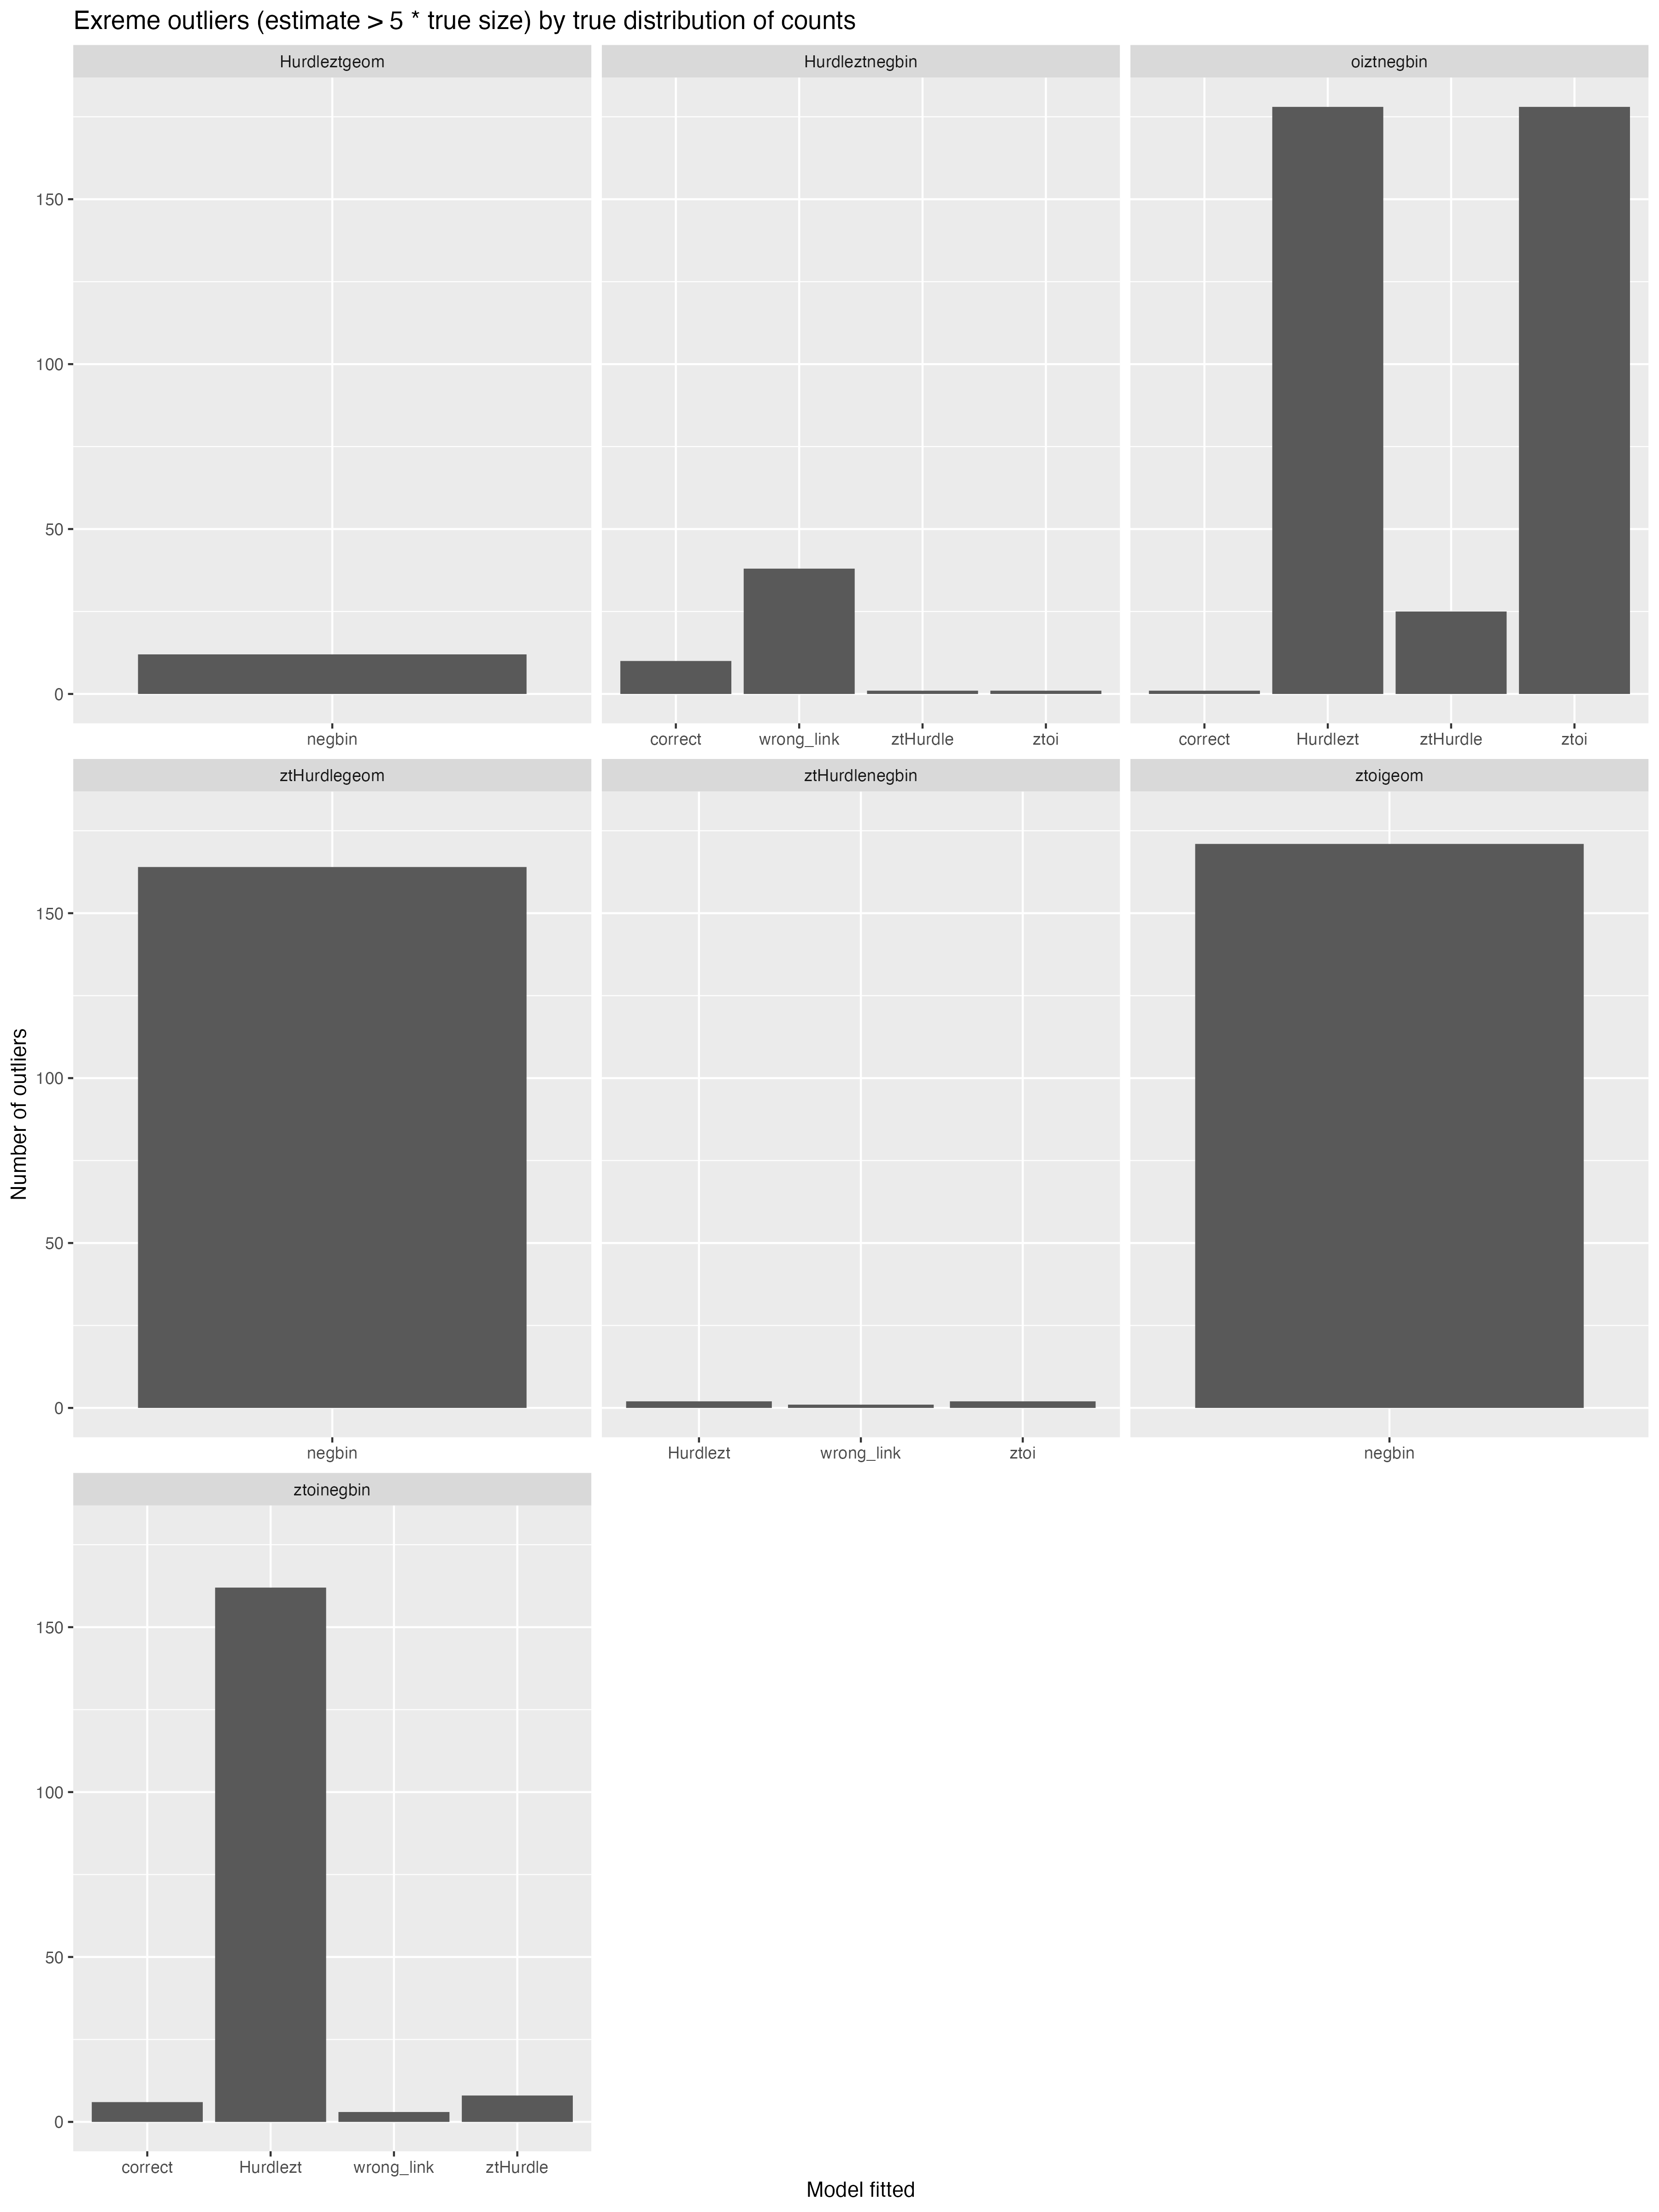 Exreme outliers (estimate > 5 * true size) by true distribution of counts
Hurdleztgeom
Hurdleztnegbin
oiztnegbin
150
100
50
0
negbin
correct
wrong_link
ztHurdle
ztoi
correct
Hurdlezt
ztHurdle
ztoi
ztHurdlegeom
ztHurdlenegbin
ztoigeom
150
100
50
0
negbin
Hurdlezt
wrong_link
ztoi
negbin
Number of outliers
ztoinegbin
150
100
50
0
correct
Hurdlezt
wrong_link
ztHurdle
Model fitted